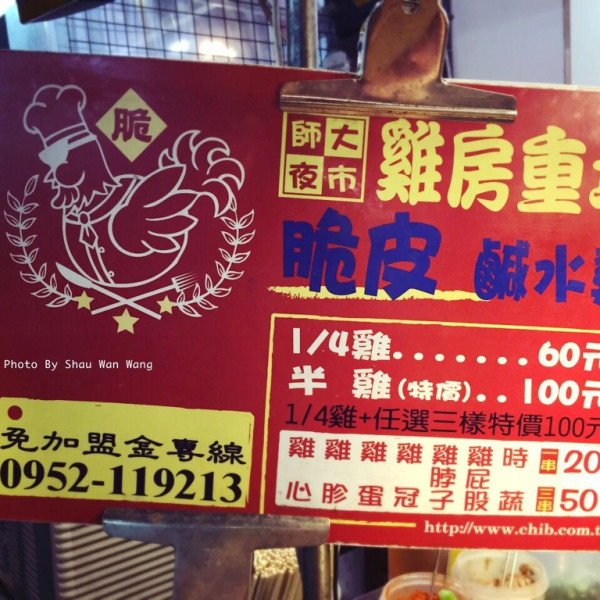 脆
師大
夜市
雞房重
脆皮 鹹水
Photo By Shau Wan Wang
1/4雞.......60元
半 雞(特價)..100元
1/4雞+任選三樣特價100元
免加盟金專線
0952-119213
雞雞雞雞雞雞時 一串20
脖屁
心胗蛋冠子股蔬 三串50
http://www.chib.com.t